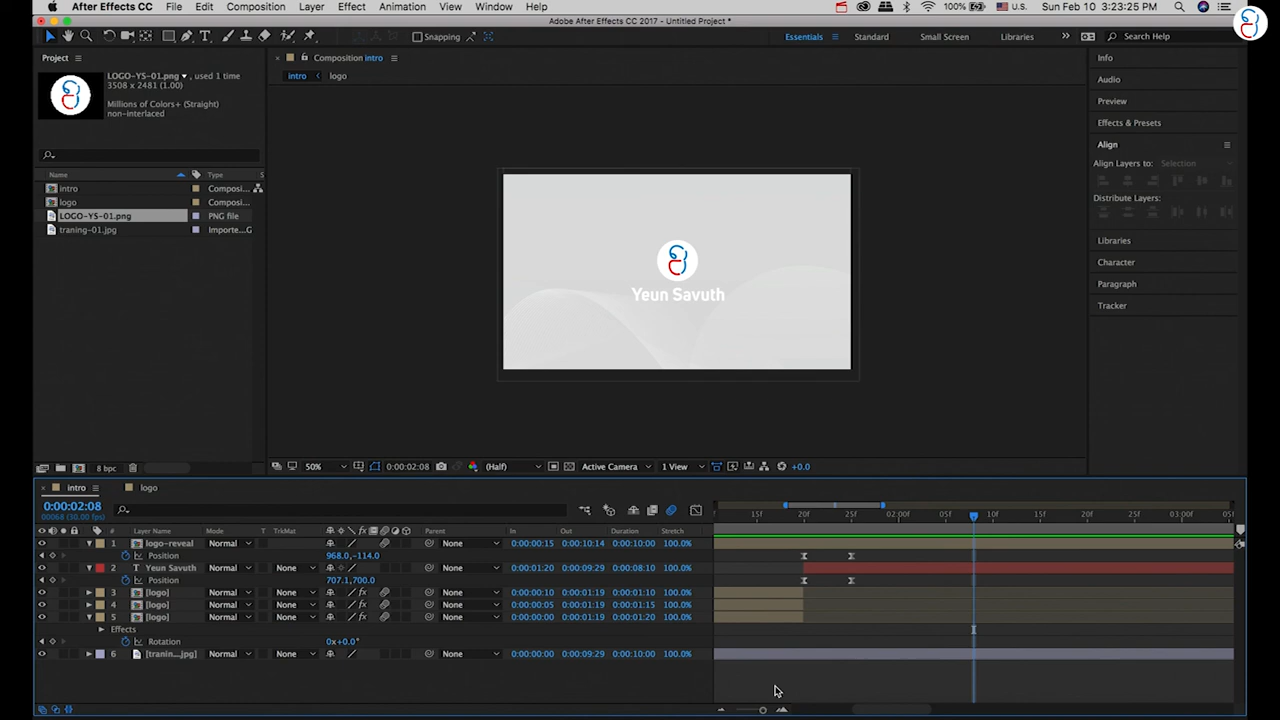 After Effects CC File Edit Composition Layer Effect Animation View Window Help 100% U.S. Sun Feb 10 3:23:25 PM
Adobe After Effects CC 2017 - Untitled Project *
Snapping Essentials Standard Small Screen Libraries Search Help
Project
LOGO-YS-01.png , used 1 time
3508 x 2481 (1.00)
Millions of Colors+ (Straight)
non-interlaced
Name Type S
intro Composi...
logo Composi...
LOGO-YS-01.png PNG file
traning-01.jpg Importe...G
8 bpc
Composition intro
intro logo
Yeun Savuth
50% 0:00:02:08 (Half) Active Camera 1 View +0.0
Info
Audio
Preview
Effects & Presets
Align
Align Layers to: Selection
Distribute Layers:
Libraries
Character
Paragraph
Tracker
intro logo
0:00:02:08
00068 (30.00 fps)
15f 20f 25f 02:00f 05f 10f 15f 20f 25f 03:00f 05f
# Layer Name Mode T TrkMat fx Parent In Out Duration Stretch
1 logo-reveal Normal None 0:00:00:15 0:00:10:14 0:00:10:00 100.0%
Position 968.0,-114.0
2 T Yeun Savuth Normal None None 0:00:01:20 0:00:09:29 0:00:08:10 100.0%
Position 707.1,700.0
3 [logo] Normal None fx None 0:00:00:10 0:00:01:19 0:00:01:10 100.0%
4 [logo] Normal None fx None 0:00:00:05 0:00:01:19 0:00:01:15 100.0%
5 [logo] Normal None fx None 0:00:00:00 0:00:01:19 0:00:01:20 100.0%
Effects
Rotation 0x+0.0°
6 [tranin...jpg] Normal None None 0:00:00:00 0:00:09:29 0:00:10:00 100.0%